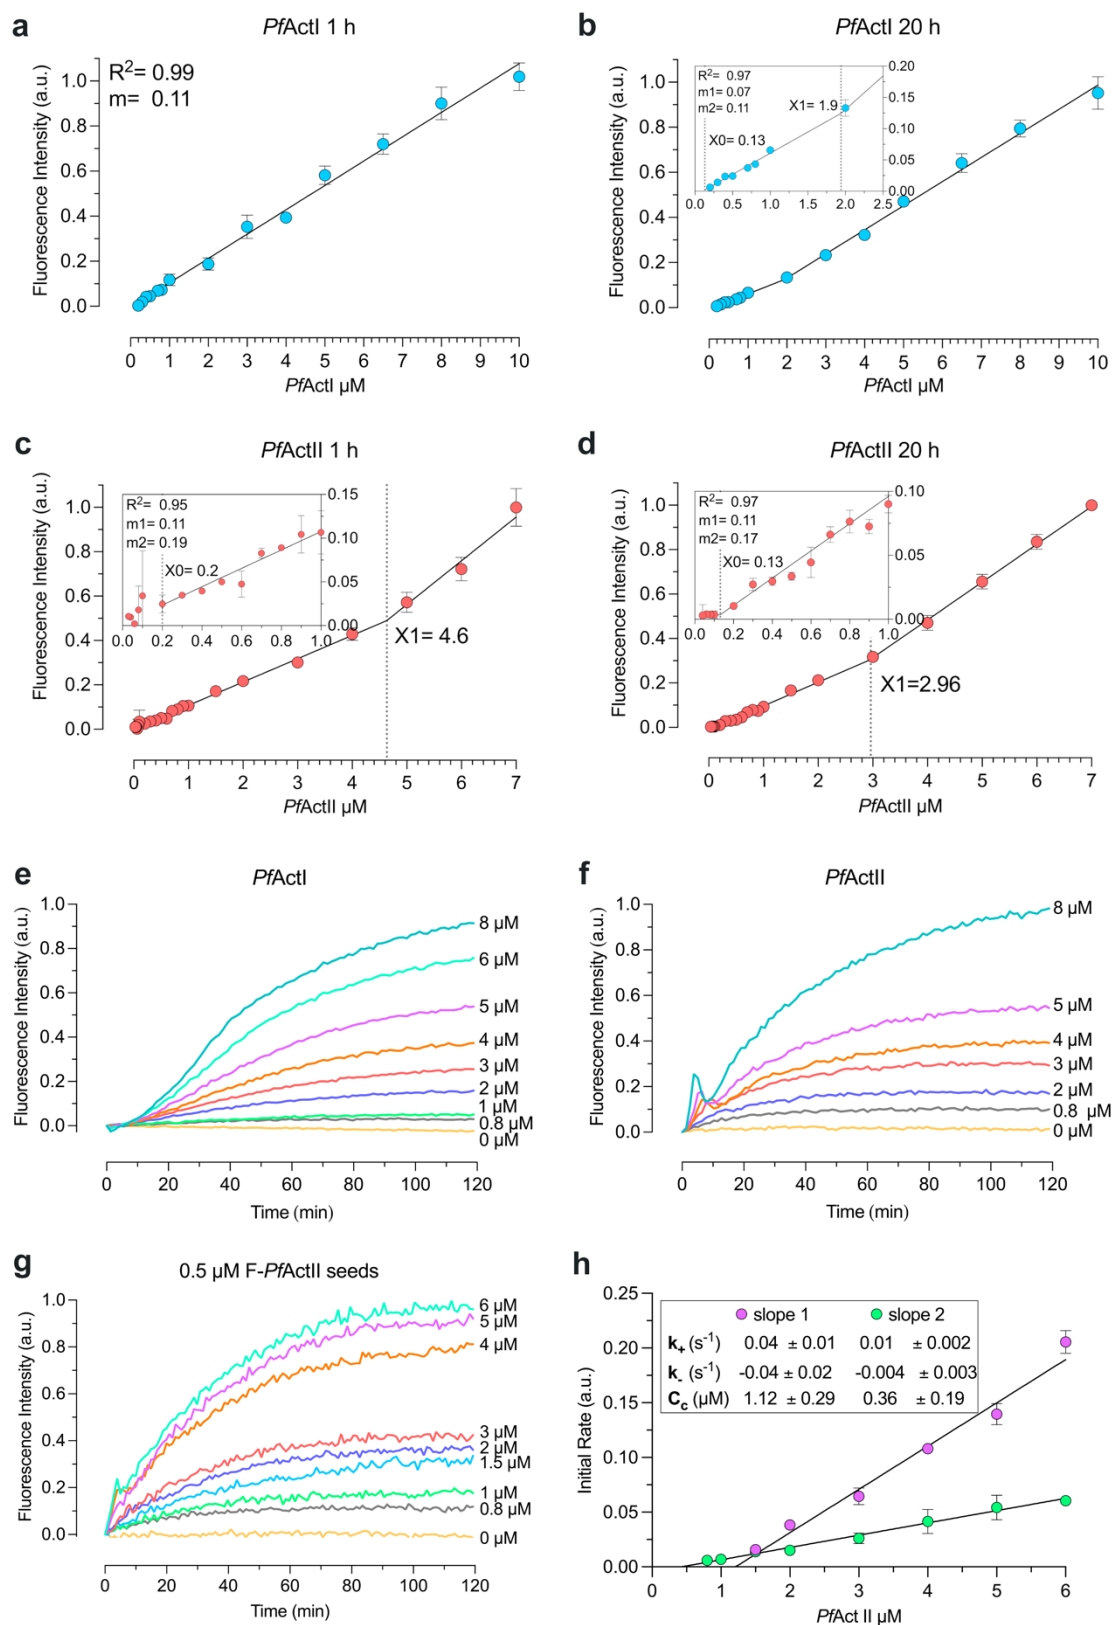 a
PfActI 1 h
R²= 0.99
m= 0.11
Fluorescence Intensity (a.u.)
1.0
0.8
0.6
0.4
0.2
0.0
0 1 2 3 4 5 6 7 8 9 10
PfActI µM
b
PfActI 20 h
R²= 0.97
m1= 0.07
m2= 0.11
X0= 0.13
X1= 1.9
0.20
0.15
0.10
0.05
0.00
0.0 0.5 1.0 1.5 2.0 2.5
Fluorescence Intensity (a.u.)
1.0
0.8
0.6
0.4
0.2
0.0
0 1 2 3 4 5 6 7 8 9 10
PfActI µM
c
PfActII 1 h
R²= 0.95
m1= 0.11
m2= 0.19
X0= 0.2
0.15
0.10
0.05
0.00
0.0 0.2 0.4 0.6 0.8 1.0
X1= 4.6
Fluorescence Intensity (a.u.)
1.0
0.8
0.6
0.4
0.2
0.0
0 1 2 3 4 5 6 7
PfActII µM
d
PfActII 20 h
R²= 0.97
m1= 0.11
m2= 0.17
X0= 0.13
0.10
0.05
0.00
0.0 0.2 0.4 0.6 0.8 1.0
X1=2.96
Fluorescence Intensity (a.u.)
1.0
0.8
0.6
0.4
0.2
0.0
0 1 2 3 4 5 6 7
PfActII µM
e
PfActI
Fluorescence Intensity (a.u.)
1.0
0.8
0.6
0.4
0.2
0.0
8 µM
6 µM
5 µM
4 µM
3 µM
2 µM
1 µM
0.8 µM
0 µM
0 20 40 60 80 100 120
Time (min)
f
PfActII
Fluorescence Intensity (a.u.)
1.0
0.8
0.6
0.4
0.2
0.0
8 µM
5 µM
4 µM
3 µM
2 µM
0.8 µM
0 µM
0 20 40 60 80 100 120
Time (min)
g
0.5 µM F-PfActII seeds
Fluorescence Intensity (a.u.)
1.0
0.8
0.6
0.4
0.2
0.0
6 µM
5 µM
4 µM
3 µM
2 µM
1.5 µM
1 µM
0.8 µM
0 µM
0 20 40 60 80 100 120
Time (min)
h
slope 1 slope 2
k₊ (s⁻¹) 0.04 ± 0.01 0.01 ± 0.002
k₋ (s⁻¹) -0.04 ± 0.02 -0.004 ± 0.003
C꜀ (µM) 1.12 ± 0.29 0.36 ± 0.19
Initial Rate (a.u.)
0.25
0.20
0.15
0.10
0.05
0.00
0 1 2 3 4 5 6
PfAct II µM